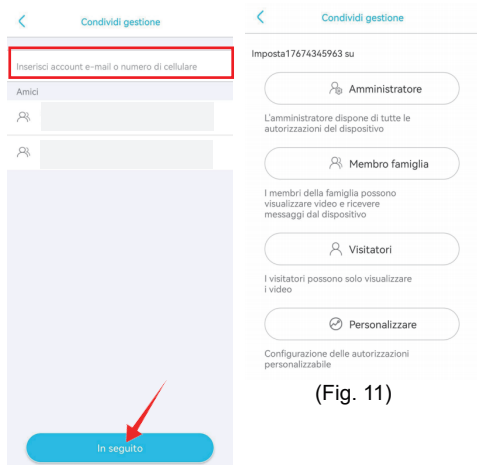 Condividi gestione
Inserisci account e-mail o numero di cellulare
Amici
In seguito
Condividi gestione
Imposta17674345963 su
Amministratore
L'amministratore dispone di tutte le
autorizzazioni del dispositivo
Membro famiglia
I membri della famiglia possono
visualizzare video e ricevere
messaggi dal dispositivo
Visitatori
I visitatori possono solo visualizzare
i video
Personalizzare
Configurazione delle autorizzazioni
personalizzabile
(Fig. 11)